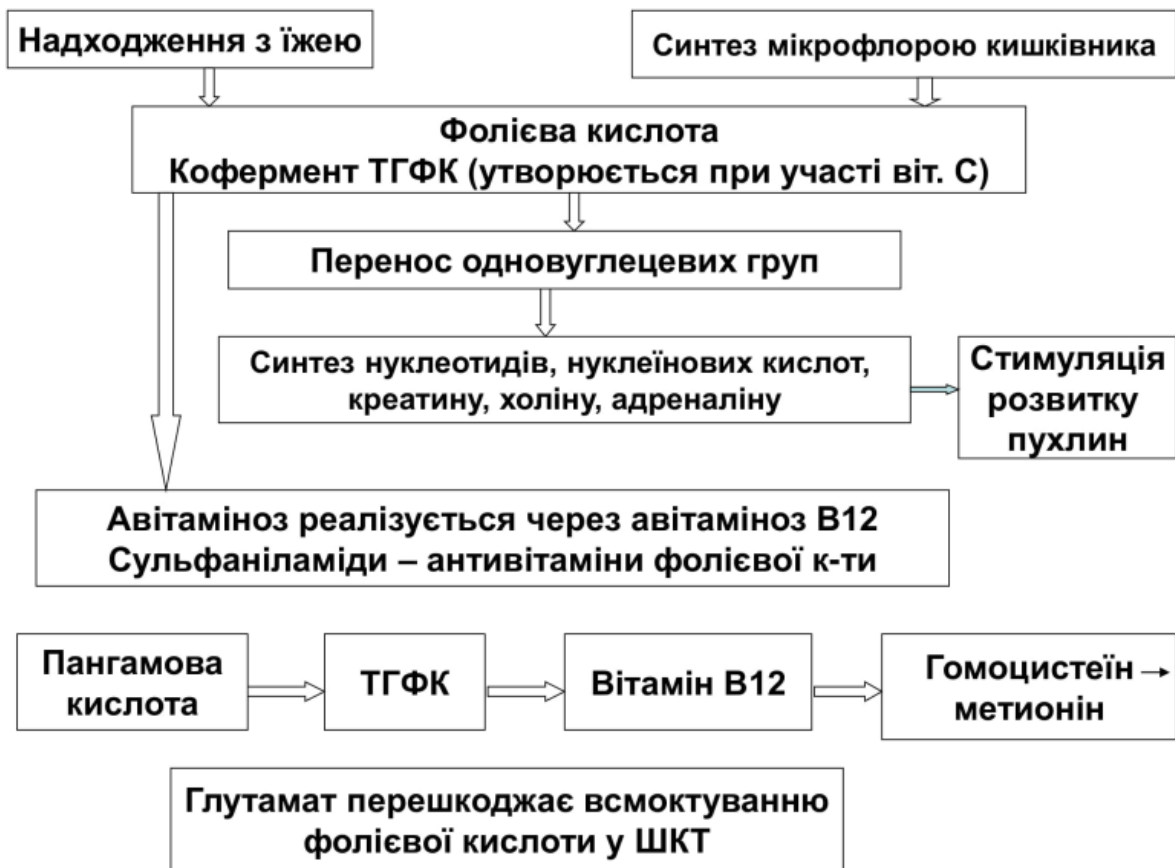 Надходження з їжею
Синтез мікрофлорою кишківника
Фолієва кислота
Кофермент ТГФК (утворюється при участі віт. С)
Перенос одновуглецевих груп
Синтез нуклеотидів, нуклеїнових кислот,
креатину, холіну, адреналіну
Стимуляція
розвитку
пухлин
Авітаміноз реалізується через авітаміноз В12
Сульфаніламіди – антивітаміни фолієвої к-ти
Пангамова
кислота
ТГФК
Вітамін В12
Гомоцистеїн →
метионін
Глутамат перешкоджає всмоктуванню
фолієвої кислоти у ШКТ